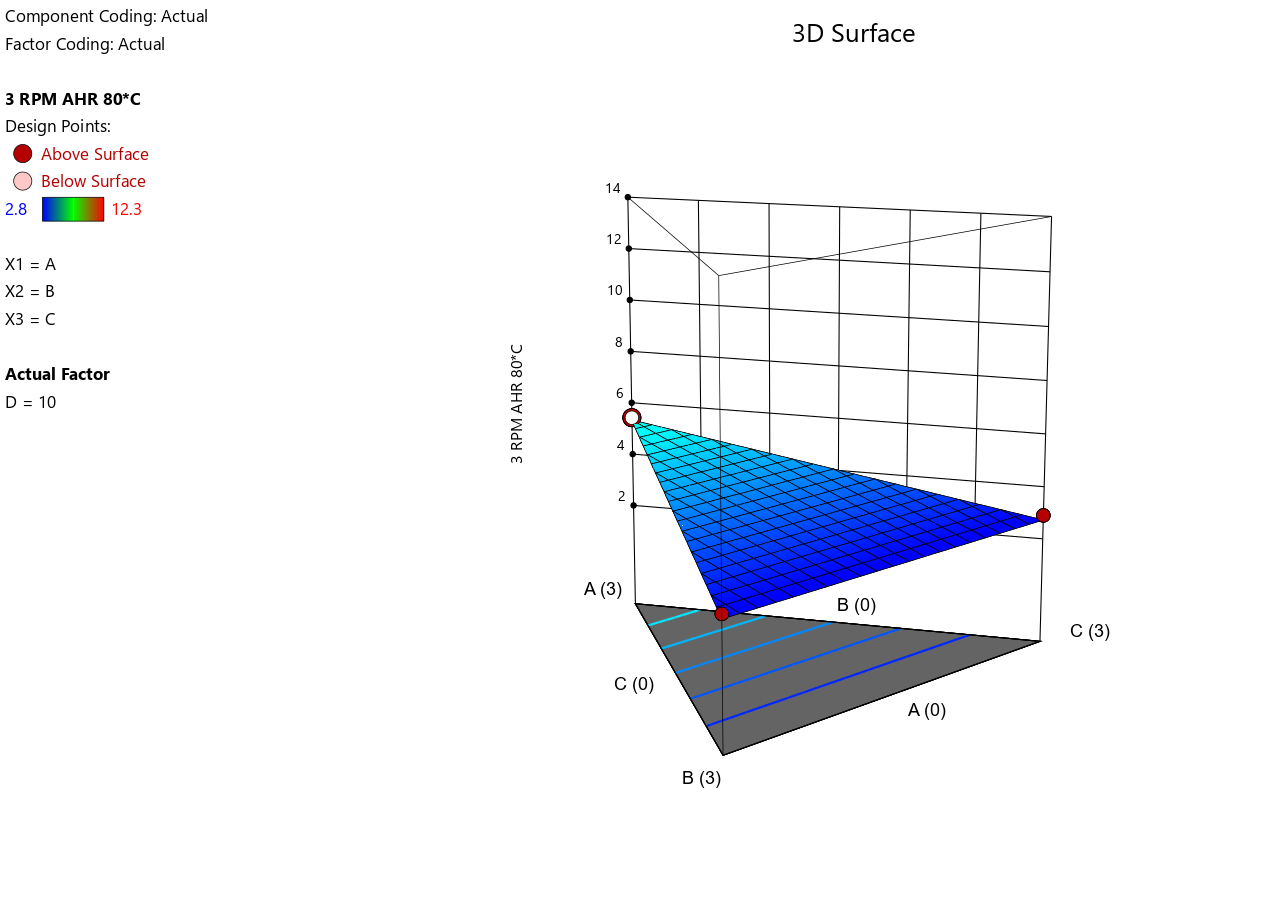 Component Coding: Actual
Factor Coding: Actual
3D Surface
3 RPM AHR 80*C
Design Points:
Above Surface
Below Surface
2.8 12.3
X1 = A
X2 = B
X3 = C
Actual Factor
D = 10
14
12
10
8
6
4
2
3 RPM AHR 80*C
A (3)
B (0)
C (3)
C (0)
A (0)
B (3)